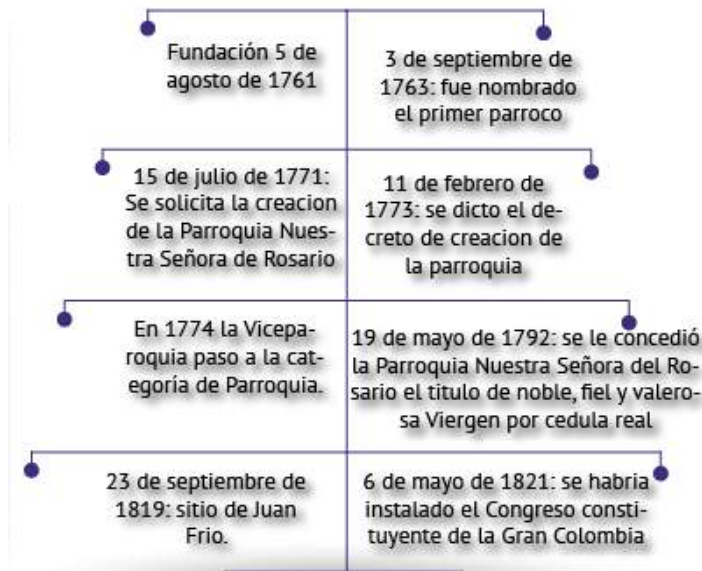 Fundación 5 de
agosto de 1761
3 de septiembre de
1763: fue nombrado
el primer parroco
15 de julio de 1771:
Se solicita la creacion
de la Parroquia Nues-
tra Señora de Rosario
11 de febrero de
1773: se dicto el de-
creto de creacion de
la parroquia
En 1774 la Vicepa-
roquia paso a la cat-
egoría de Parroquia.
19 de mayo de 1792: se le concedió
la Parroquia Nuestra Señora del Ro-
sario el titulo de noble, fiel y valero-
sa Viergen por cedula real
23 de septiembre de
1819: sitio de Juan
Frio.
6 de mayo de 1821: se habria
instalado el Congreso consti-
tuyente de la Gran Colombia